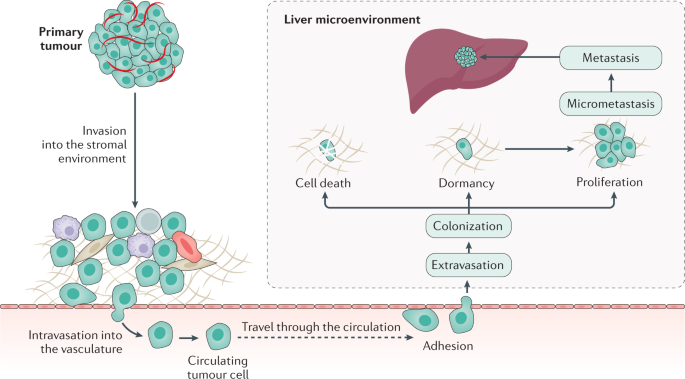 Primary
tumour
Invasion
into the stromal
environment
Intravasation into
the vasculature
Circulating
tumour cell
Travel through the circulation
Adhesion
Liver microenvironment
Extravasation
Colonization
Cell death
Dormancy
Proliferation
Micrometastasis
Metastasis